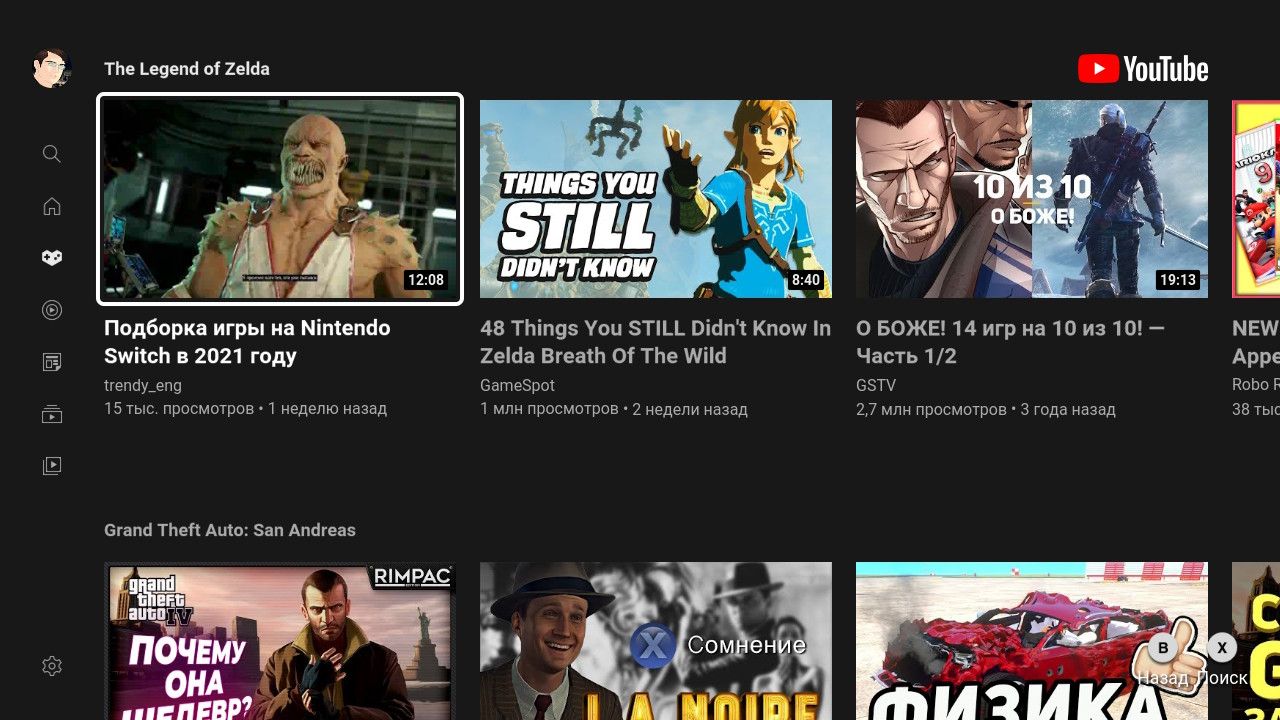 The Legend of Zelda
YouTube
12:08
THINGS YOU
STILL
DIDN'T KNOW
8:40
10 ИЗ 10
О БОЖЕ!
19:13
9
Подборка игры на Nintendo
Switch в 2021 году
trendy_eng
15 тыс. просмотров • 1 неделю назад
48 Things You STILL Didn't Know In
Zelda Breath Of The Wild
GameSpot
1 млн просмотров • 2 недели назад
О БОЖЕ! 14 игр на 10 из 10! —
Часть 1/2
GSTV
2,7 млн просмотров • 3 года назад
NEW
Appe
Robo R
38 тыс
Grand Theft Auto: San Andreas
grand
theft
auto IV
RIMPAC
ПОЧЕМУ
ОНА
ШЕДЕВР?
X Сомнение
L.A. NOIRE
ФИЗИКА
B X
Назад Поиск